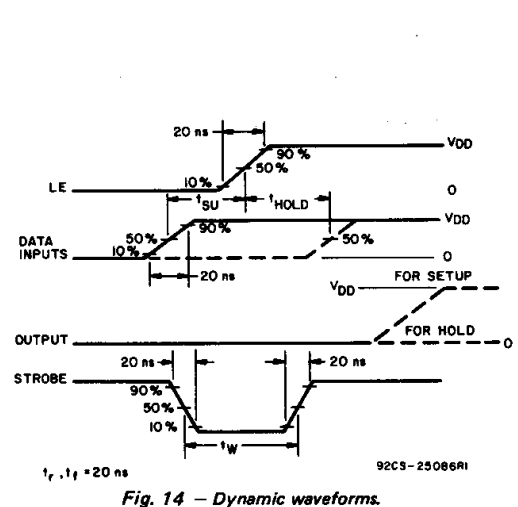 20 ns
VDD
90%
50%
10%
LE
0
tSU
tHOLD
VDD
90%
50%
50%
DATA
INPUTS
10%
0
20 ns
FOR SETUP
VDD
FOR HOLD
OUTPUT
0
20 ns
20 ns
STROBE
90%
50%
10%
tW
tr, tf = 20 ns
92CS-25086R1
Fig. 14 – Dynamic waveforms.